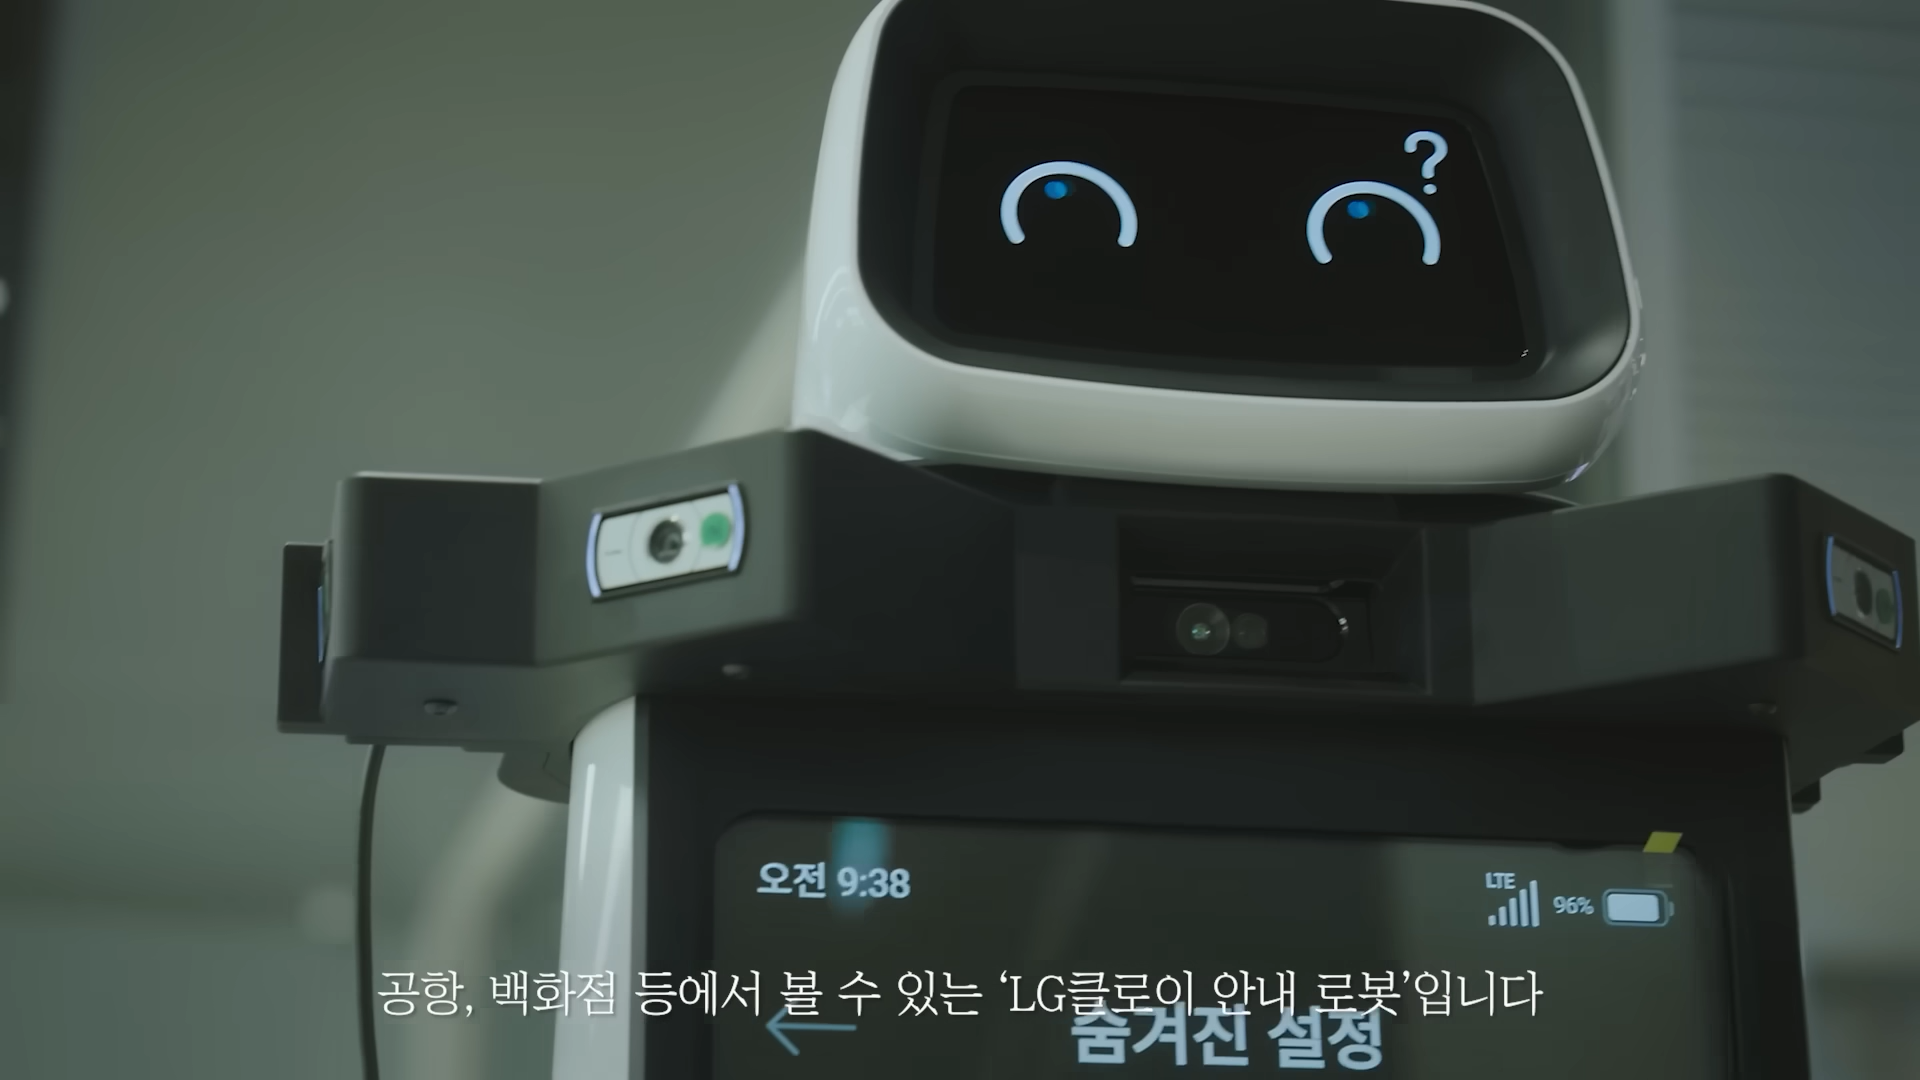 ?
오전 9:38
LTE
96%
공항, 백화점 등에서 볼 수 있는 ‘LG클로이 안내 로봇’입니다
숨겨진 설정